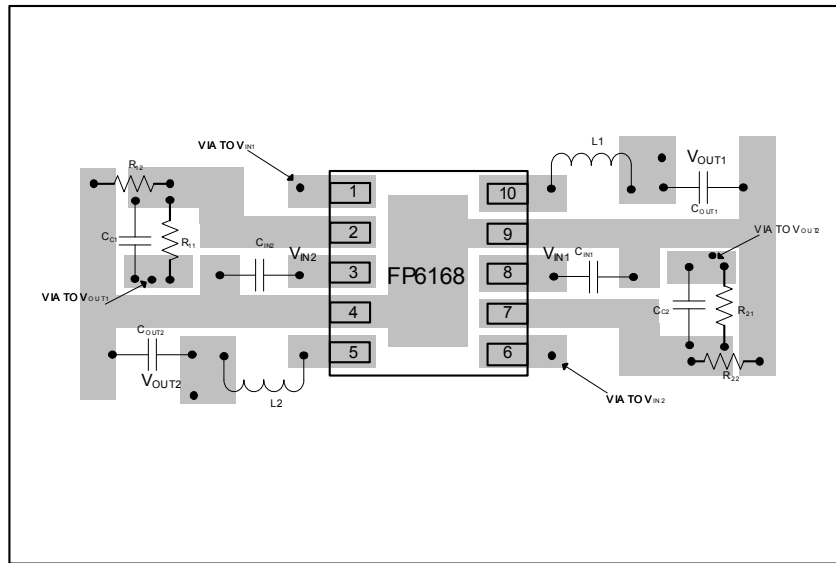 L1
VIA TO VIN1
VOUT1
R12
1
10
COUT1
2
9
CC1
R11
CIN2
VIN2
VIN1
CIN1
VIA TO VOUT2
3
FP6168
8
VIA TO VOUT1
CC2
R21
4
7
COUT2
5
6
VOUT2
R22
L2
VIA TO VIN2